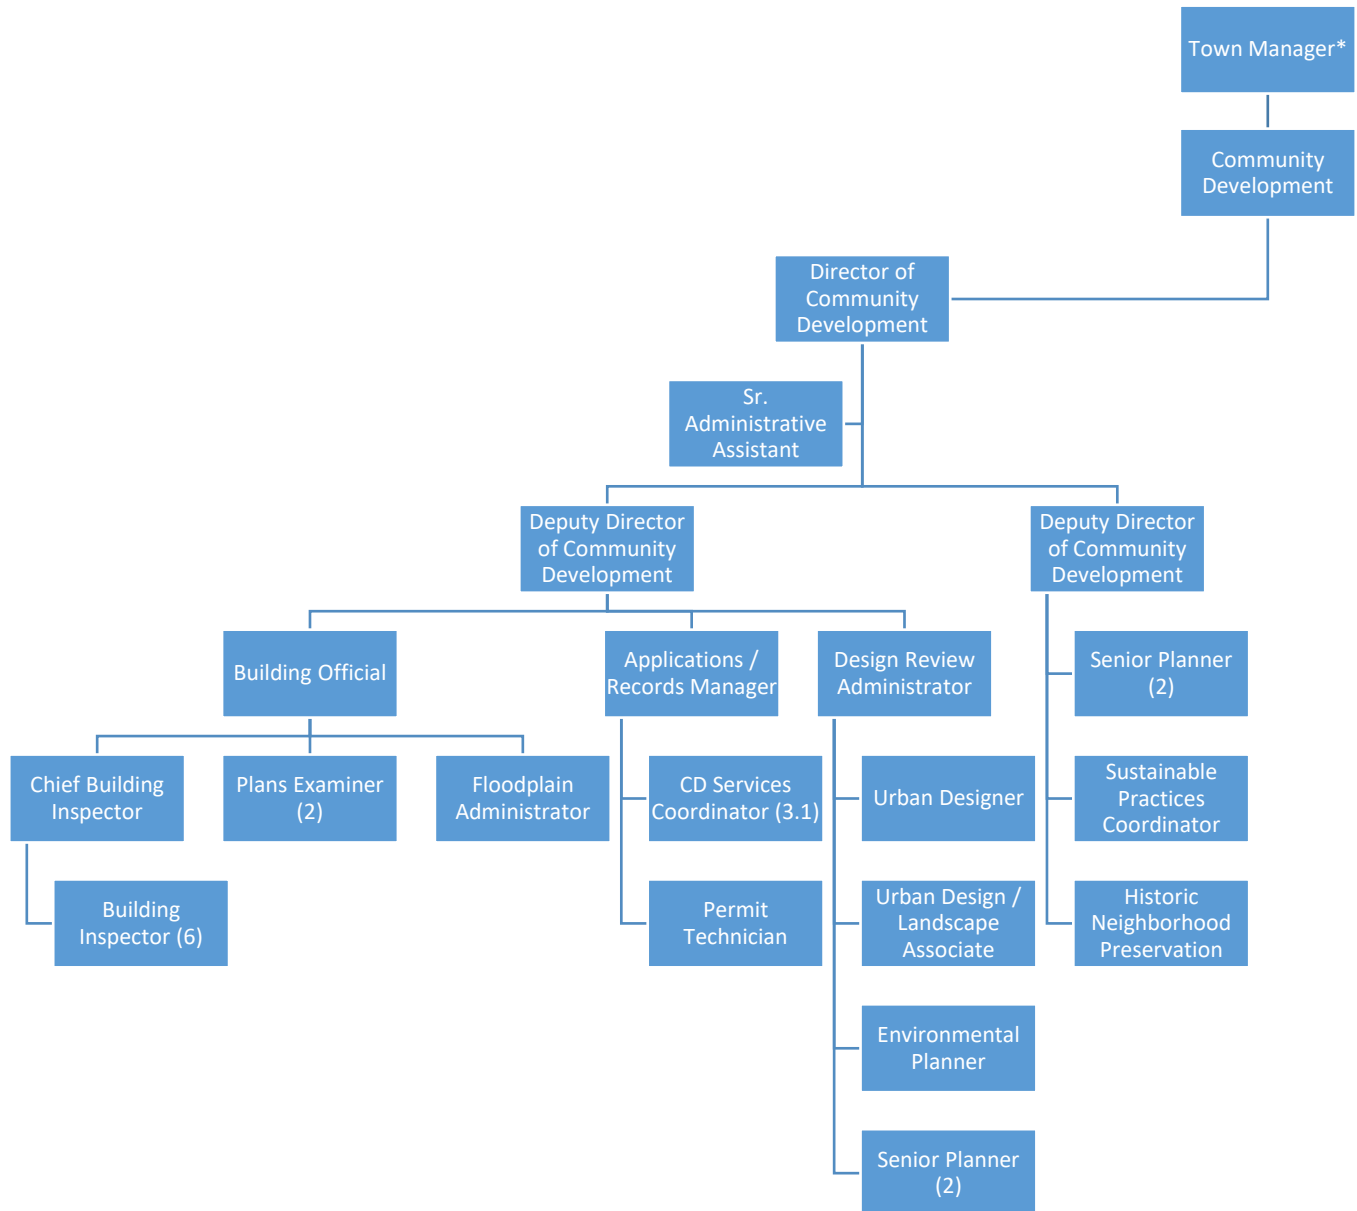 Town Manager*
Community
Development
Director of
Community
Development
Sr.
Administrative
Assistant
Deputy Director
of Community
Development
Deputy Director
of Community
Development
Building Official
Applications /
Records Manager
Design Review
Administrator
Senior Planner
(2)
Chief Building
Inspector
Plans Examiner
(2)
Floodplain
Administrator
CD Services
Coordinator (3.1)
Urban Designer
Sustainable
Practices
Coordinator
Building
Inspector (6)
Permit
Technician
Urban Design /
Landscape
Associate
Historic
Neighborhood
Preservation
Environmental
Planner
Senior Planner
(2)